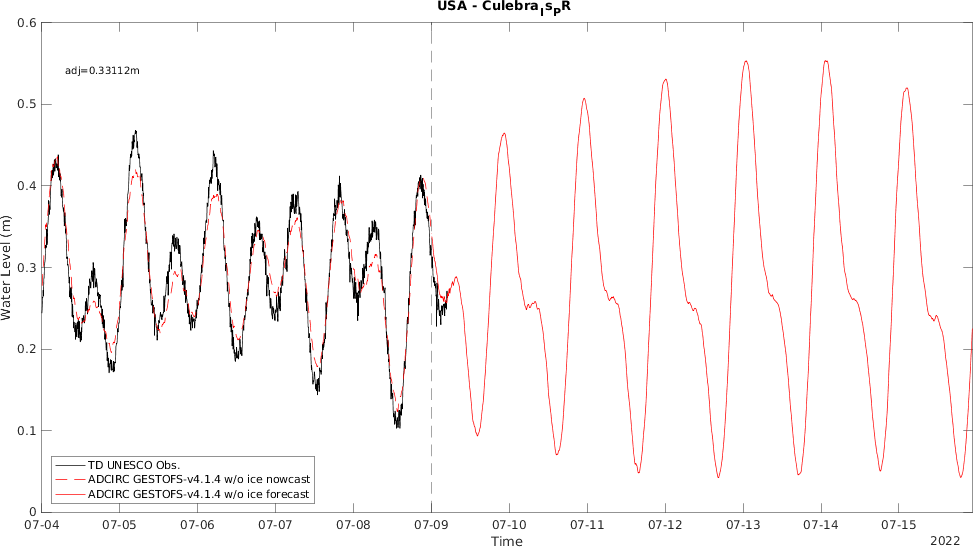 USA - CulebraIsPR
0.6
adj=0.33112m
0.5
0.4
0.3
0.2
0.1
0
Water Level (m)
TD UNESCO Obs.
ADCIRC GESTOFS-v4.1.4 w/o ice nowcast
ADCIRC GESTOFS-v4.1.4 w/o ice forecast
07-04 07-05 07-06 07-07 07-08 07-09 07-10 07-11 07-12 07-13 07-14 07-15
Time
2022